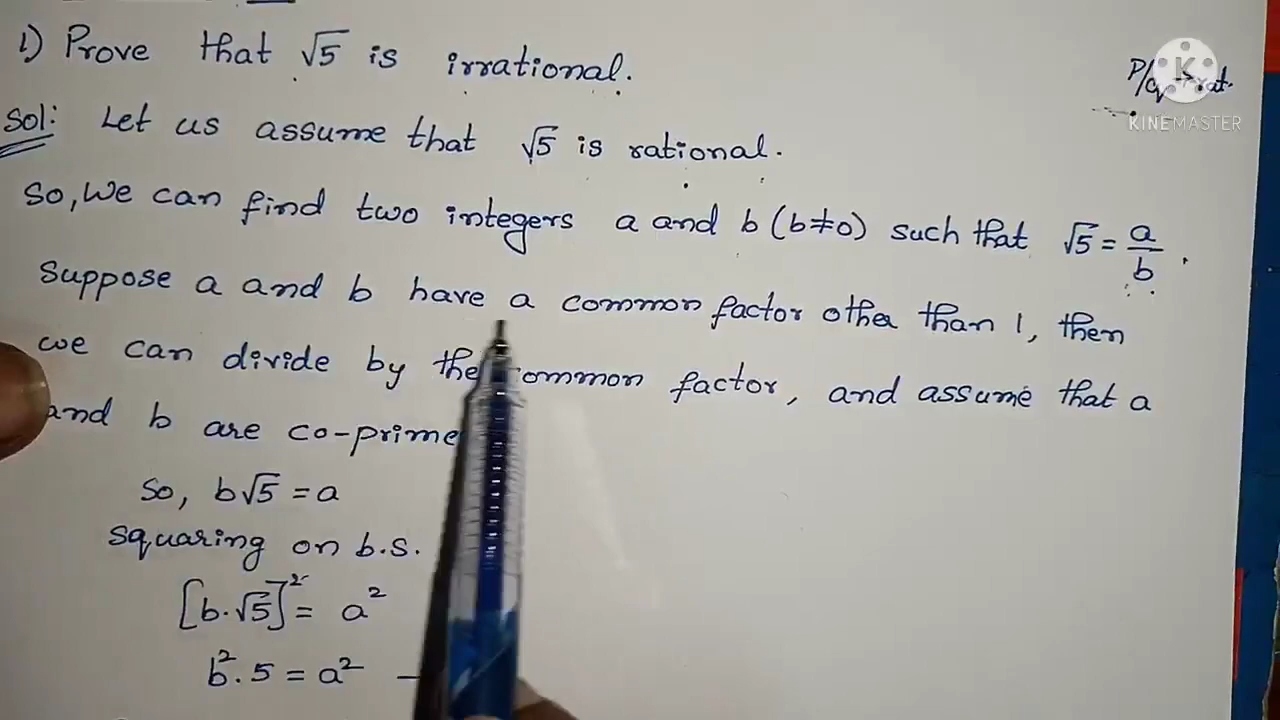 1) Prove that √5 is irrational.
P/q → rat.
KINEMASTER
Sol: Let us assume that √5 is rational.
So, We can find two integers a and b (b≠0) such that √5 = a/b.
Suppose a and b have a common factor other than 1, then
we can divide by the common factor, and assume that a
and b are co-prime
So, b√5 = a
Squaring on b.s.
[b.√5]² = a²
b².5 = a² —